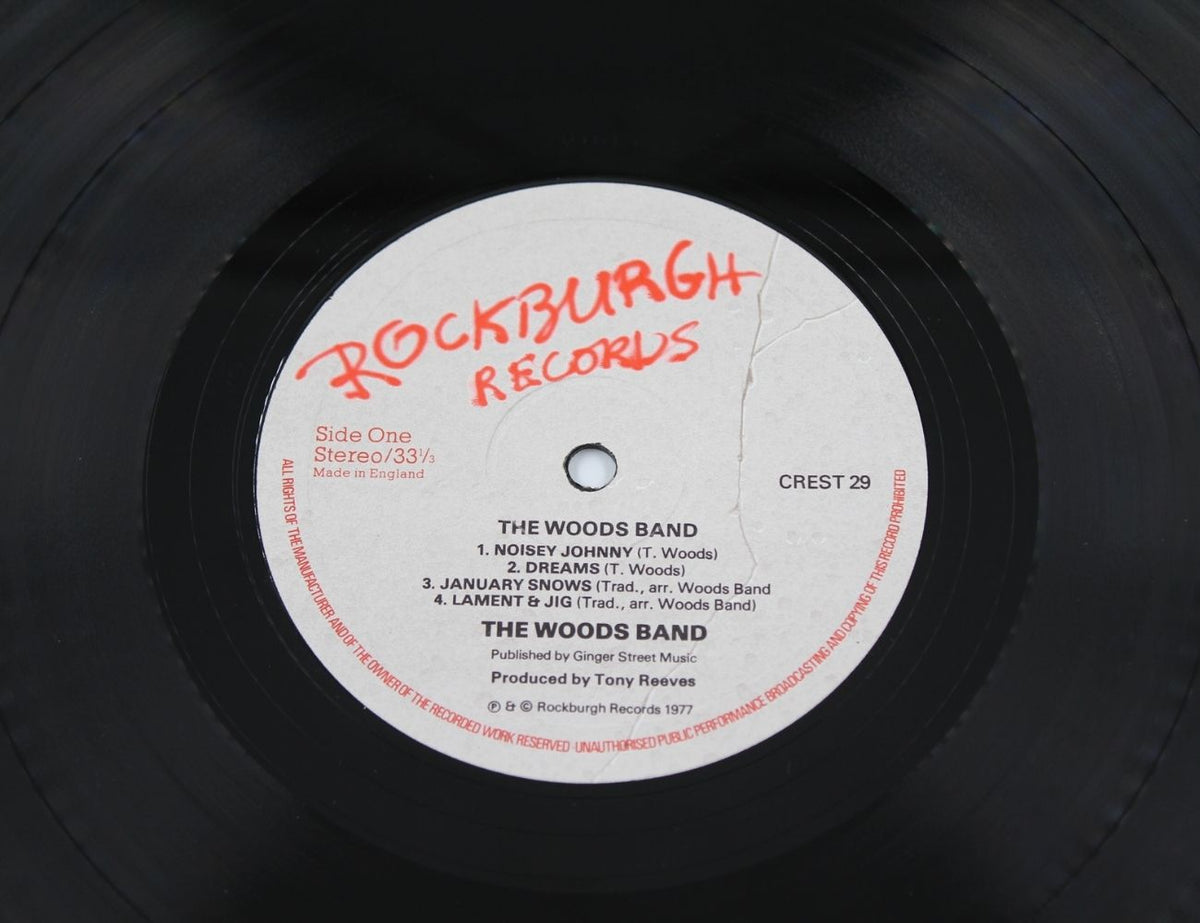 ROCKBURGH
RECORDS
Side One
Stereo/33⅓
Made in England
CREST 29
THE WOODS BAND
1. NOISEY JOHNNY (T. Woods)
2. DREAMS (T. Woods)
3. JANUARY SNOWS (Trad., arr. Woods Band
4. LAMENT & JIG (Trad., arr. Woods Band)
THE WOODS BAND
Published by Ginger Street Music
Produced by Tony Reeves
℗ & © Rockburgh Records 1977
ALL RIGHTS OF THE MANUFACTURER AND OF THE OWNER OF THE RECORDED WORK RESERVED UNAUTHORISED PUBLIC PERFORMANCE BROADCASTING AND COPYING OF THIS RECORD PROHIBITED